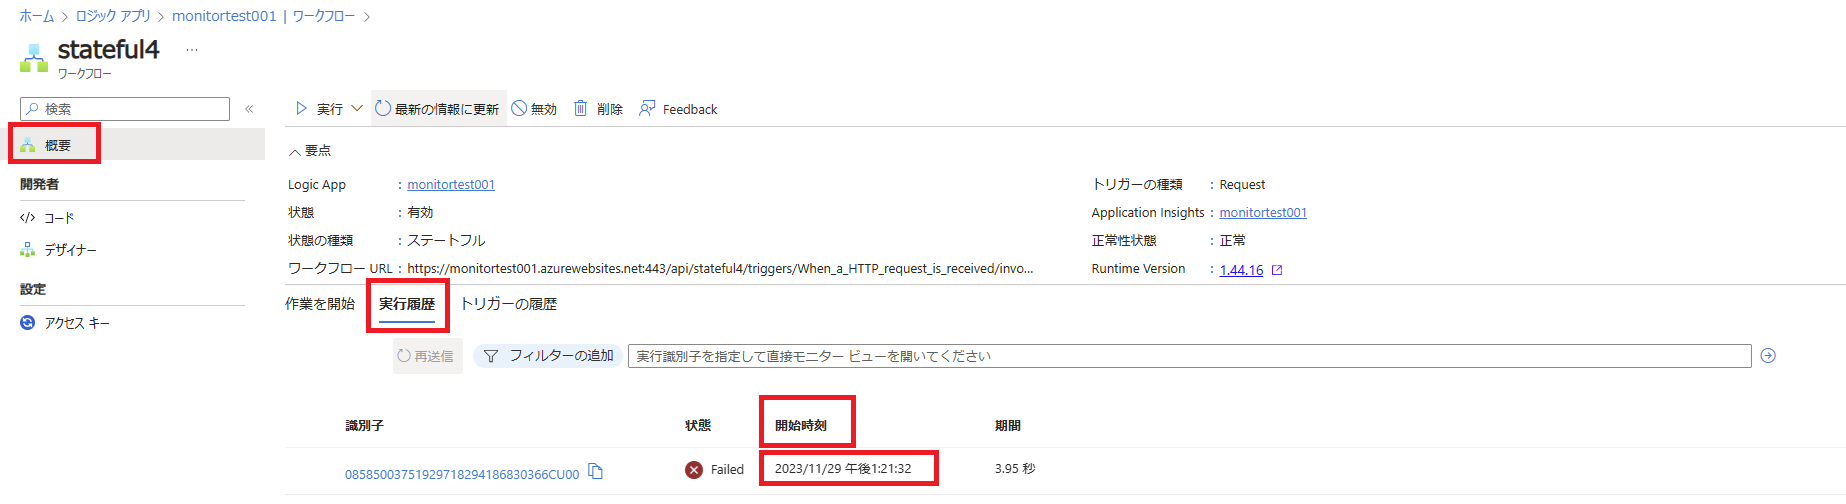 ホーム > ロジック アプリ > monitortest001 | ワークフロー >
stateful4 …
ワークフロー
検索 «
実行 最新の情報に更新 無効 削除 Feedback
概要
要点
開発者
Logic App : monitortest001 トリガーの種類 : Request
コード
状態 : 有効 Application Insights : monitortest001
デザイナー
状態の種類 : ステートフル 正常性状態 : 正常
ワークフロー URL : https://monitortest001.azurewebsites.net:443/api/stateful4/triggers/When_a_HTTP_request_is_received/invo... Runtime Version : 1.44.16
設定
作業を開始 実行履歴 トリガーの履歴
アクセス キー
再送信 フィルターの追加 実行識別子を指定して直接モニター ビューを開いてください
識別子 状態 開始時刻 期間
08585003751929718294186830366CU00 Failed 2023/11/29 午後1:21:32 3.95 秒